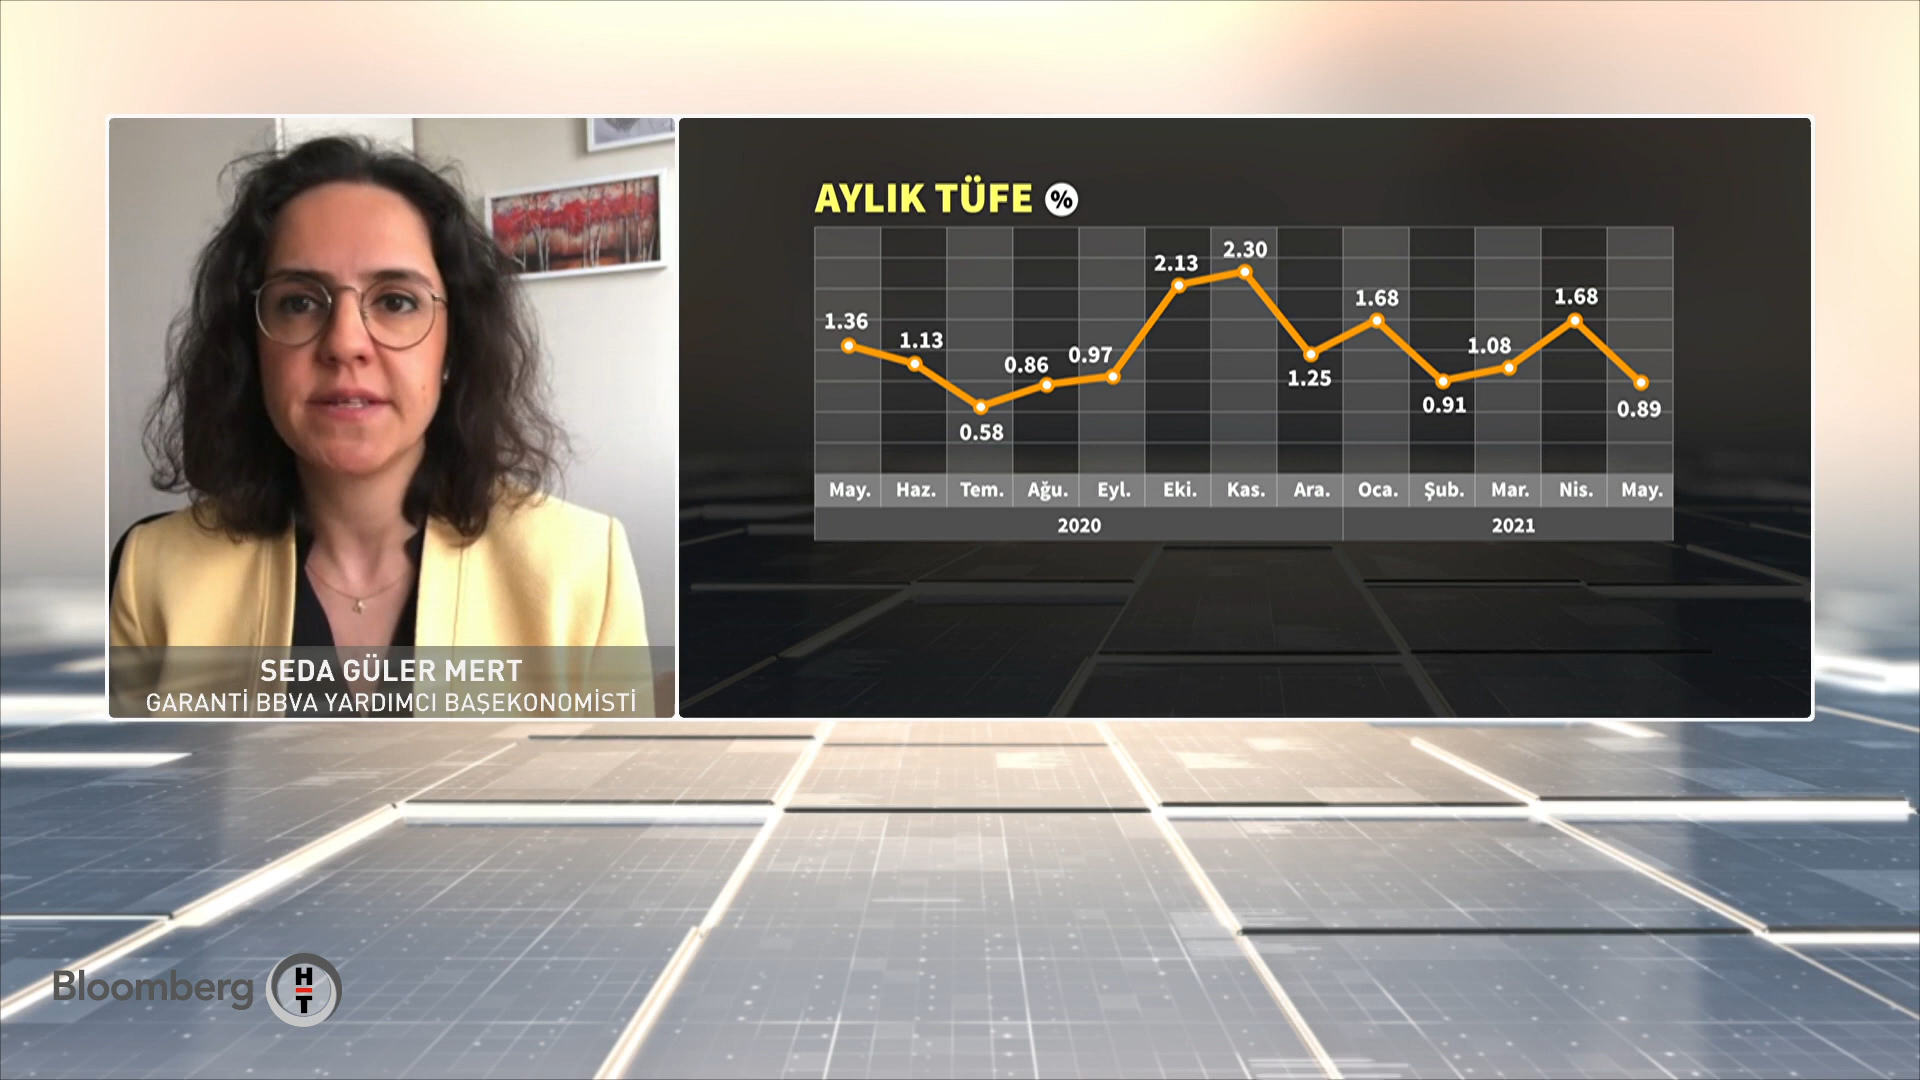 AYLIK TÜFE %
1.36
1.13
0.58
0.86
0.97
2.13
2.30
1.25
1.68
0.91
1.08
1.68
0.89
May. Haz. Tem. Ağu. Eyl. Eki. Kas. Ara. Oca. Şub. Mar. Nis. May.
2020 2021
SEDA GÜLER MERT
GARANTİ BBVA YARDIMCI BAŞEKONOMİSTİ
Bloomberg HT